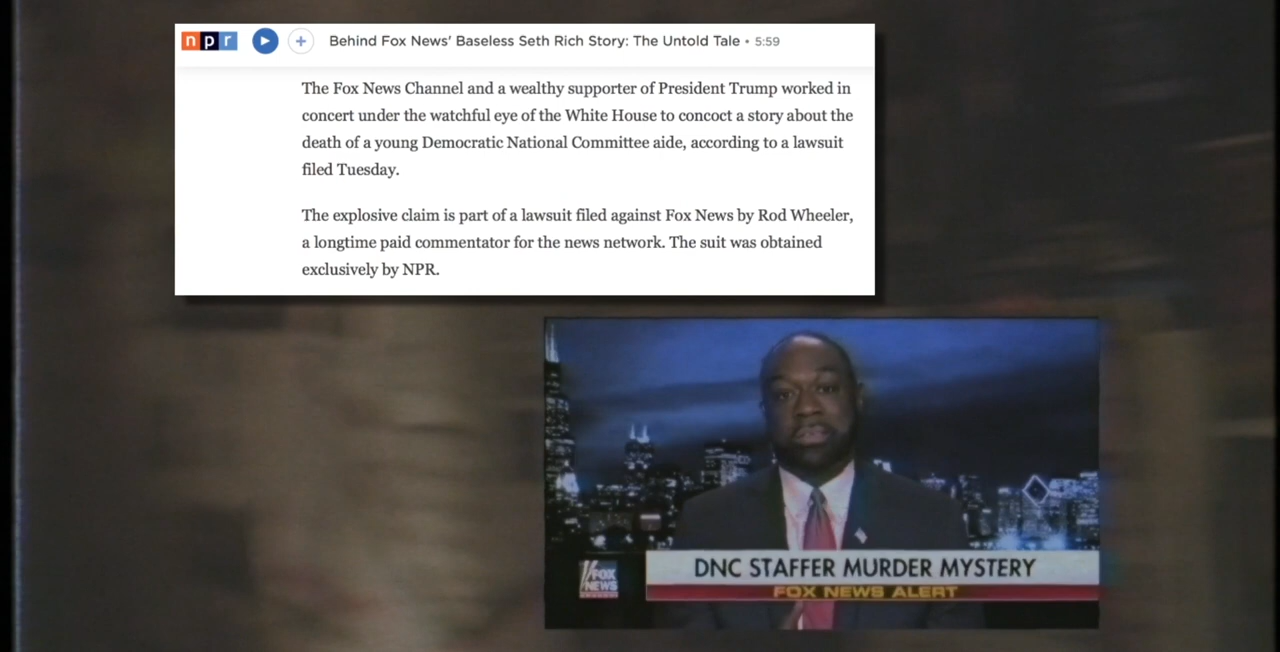 npr
Behind Fox News' Baseless Seth Rich Story: The Untold Tale • 5:59
The Fox News Channel and a wealthy supporter of President Trump worked in
concert under the watchful eye of the White House to concoct a story about the
death of a young Democratic National Committee aide, according to a lawsuit
filed Tuesday.
The explosive claim is part of a lawsuit filed against Fox News by Rod Wheeler,
a longtime paid commentator for the news network. The suit was obtained
exclusively by NPR.
DNC STAFFER MURDER MYSTERY
FOX
NEWS
FOX NEWS ALERT